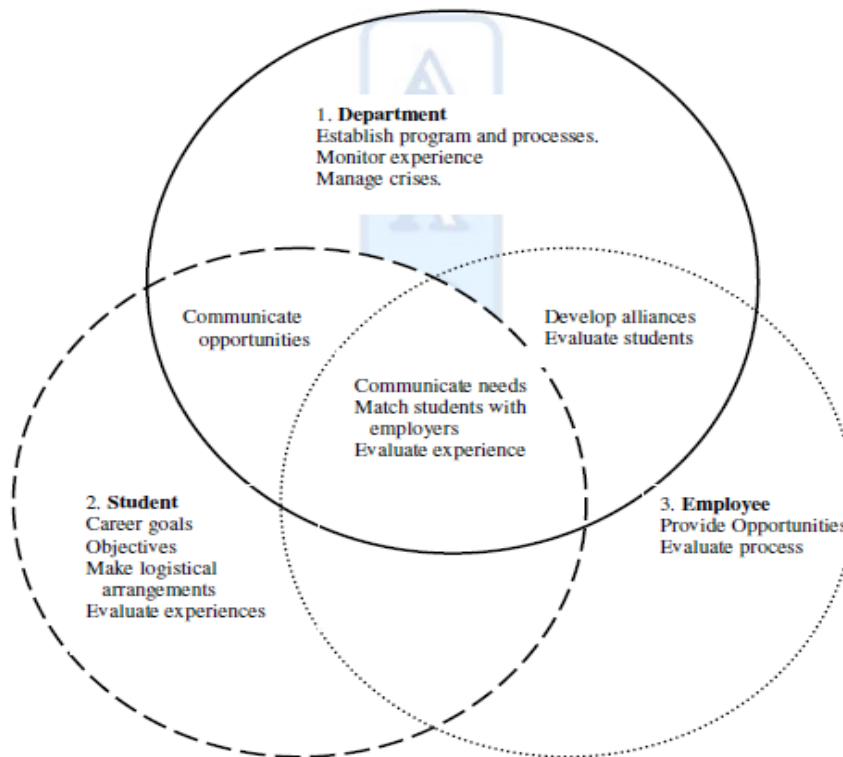 1. Department
Establish program and processes.
Monitor experience
Manage crises.
Communicate
opportunities
Develop alliances
Evaluate students
Communicate needs
Match students with
employers
Evaluate experience
2. Student
Career goals
Objectives
Make logistical
arrangements
Evaluate experiences
3. Employee
Provide Opportunities
Evaluate process